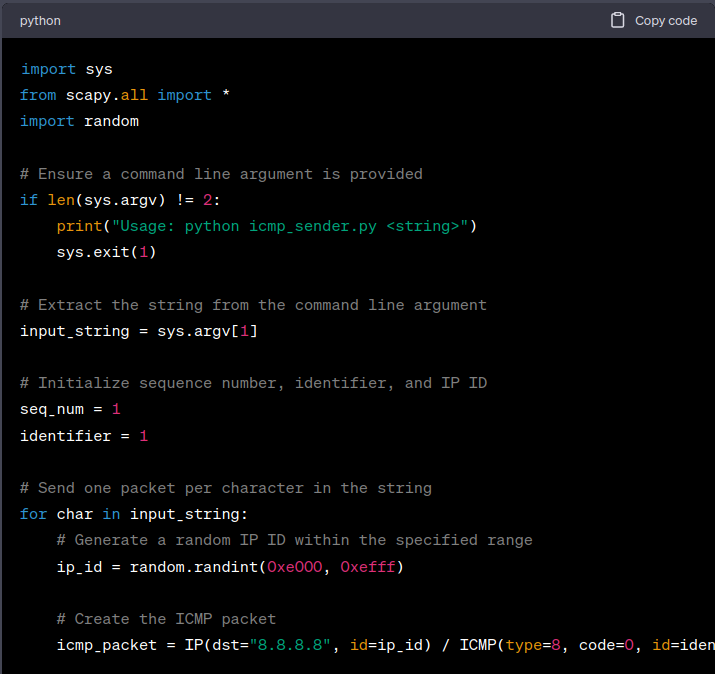 python
Copy code
import sys
from scapy.all import *
import random
# Ensure a command line argument is provided
if len(sys.argv) != 2:
    print("Usage: python icmp_sender.py <string>")
    sys.exit(1)
# Extract the string from the command line argument
input_string = sys.argv[1]
# Initialize sequence number, identifier, and IP ID
seq_num = 1
identifier = 1
# Send one packet per character in the string
for char in input_string:
    # Generate a random IP ID within the specified range
    ip_id = random.randint(0xe000, 0xefff)
    # Create the ICMP packet
    icmp_packet = IP(dst="8.8.8.8", id=ip_id) / ICMP(type=8, code=0, id=iden